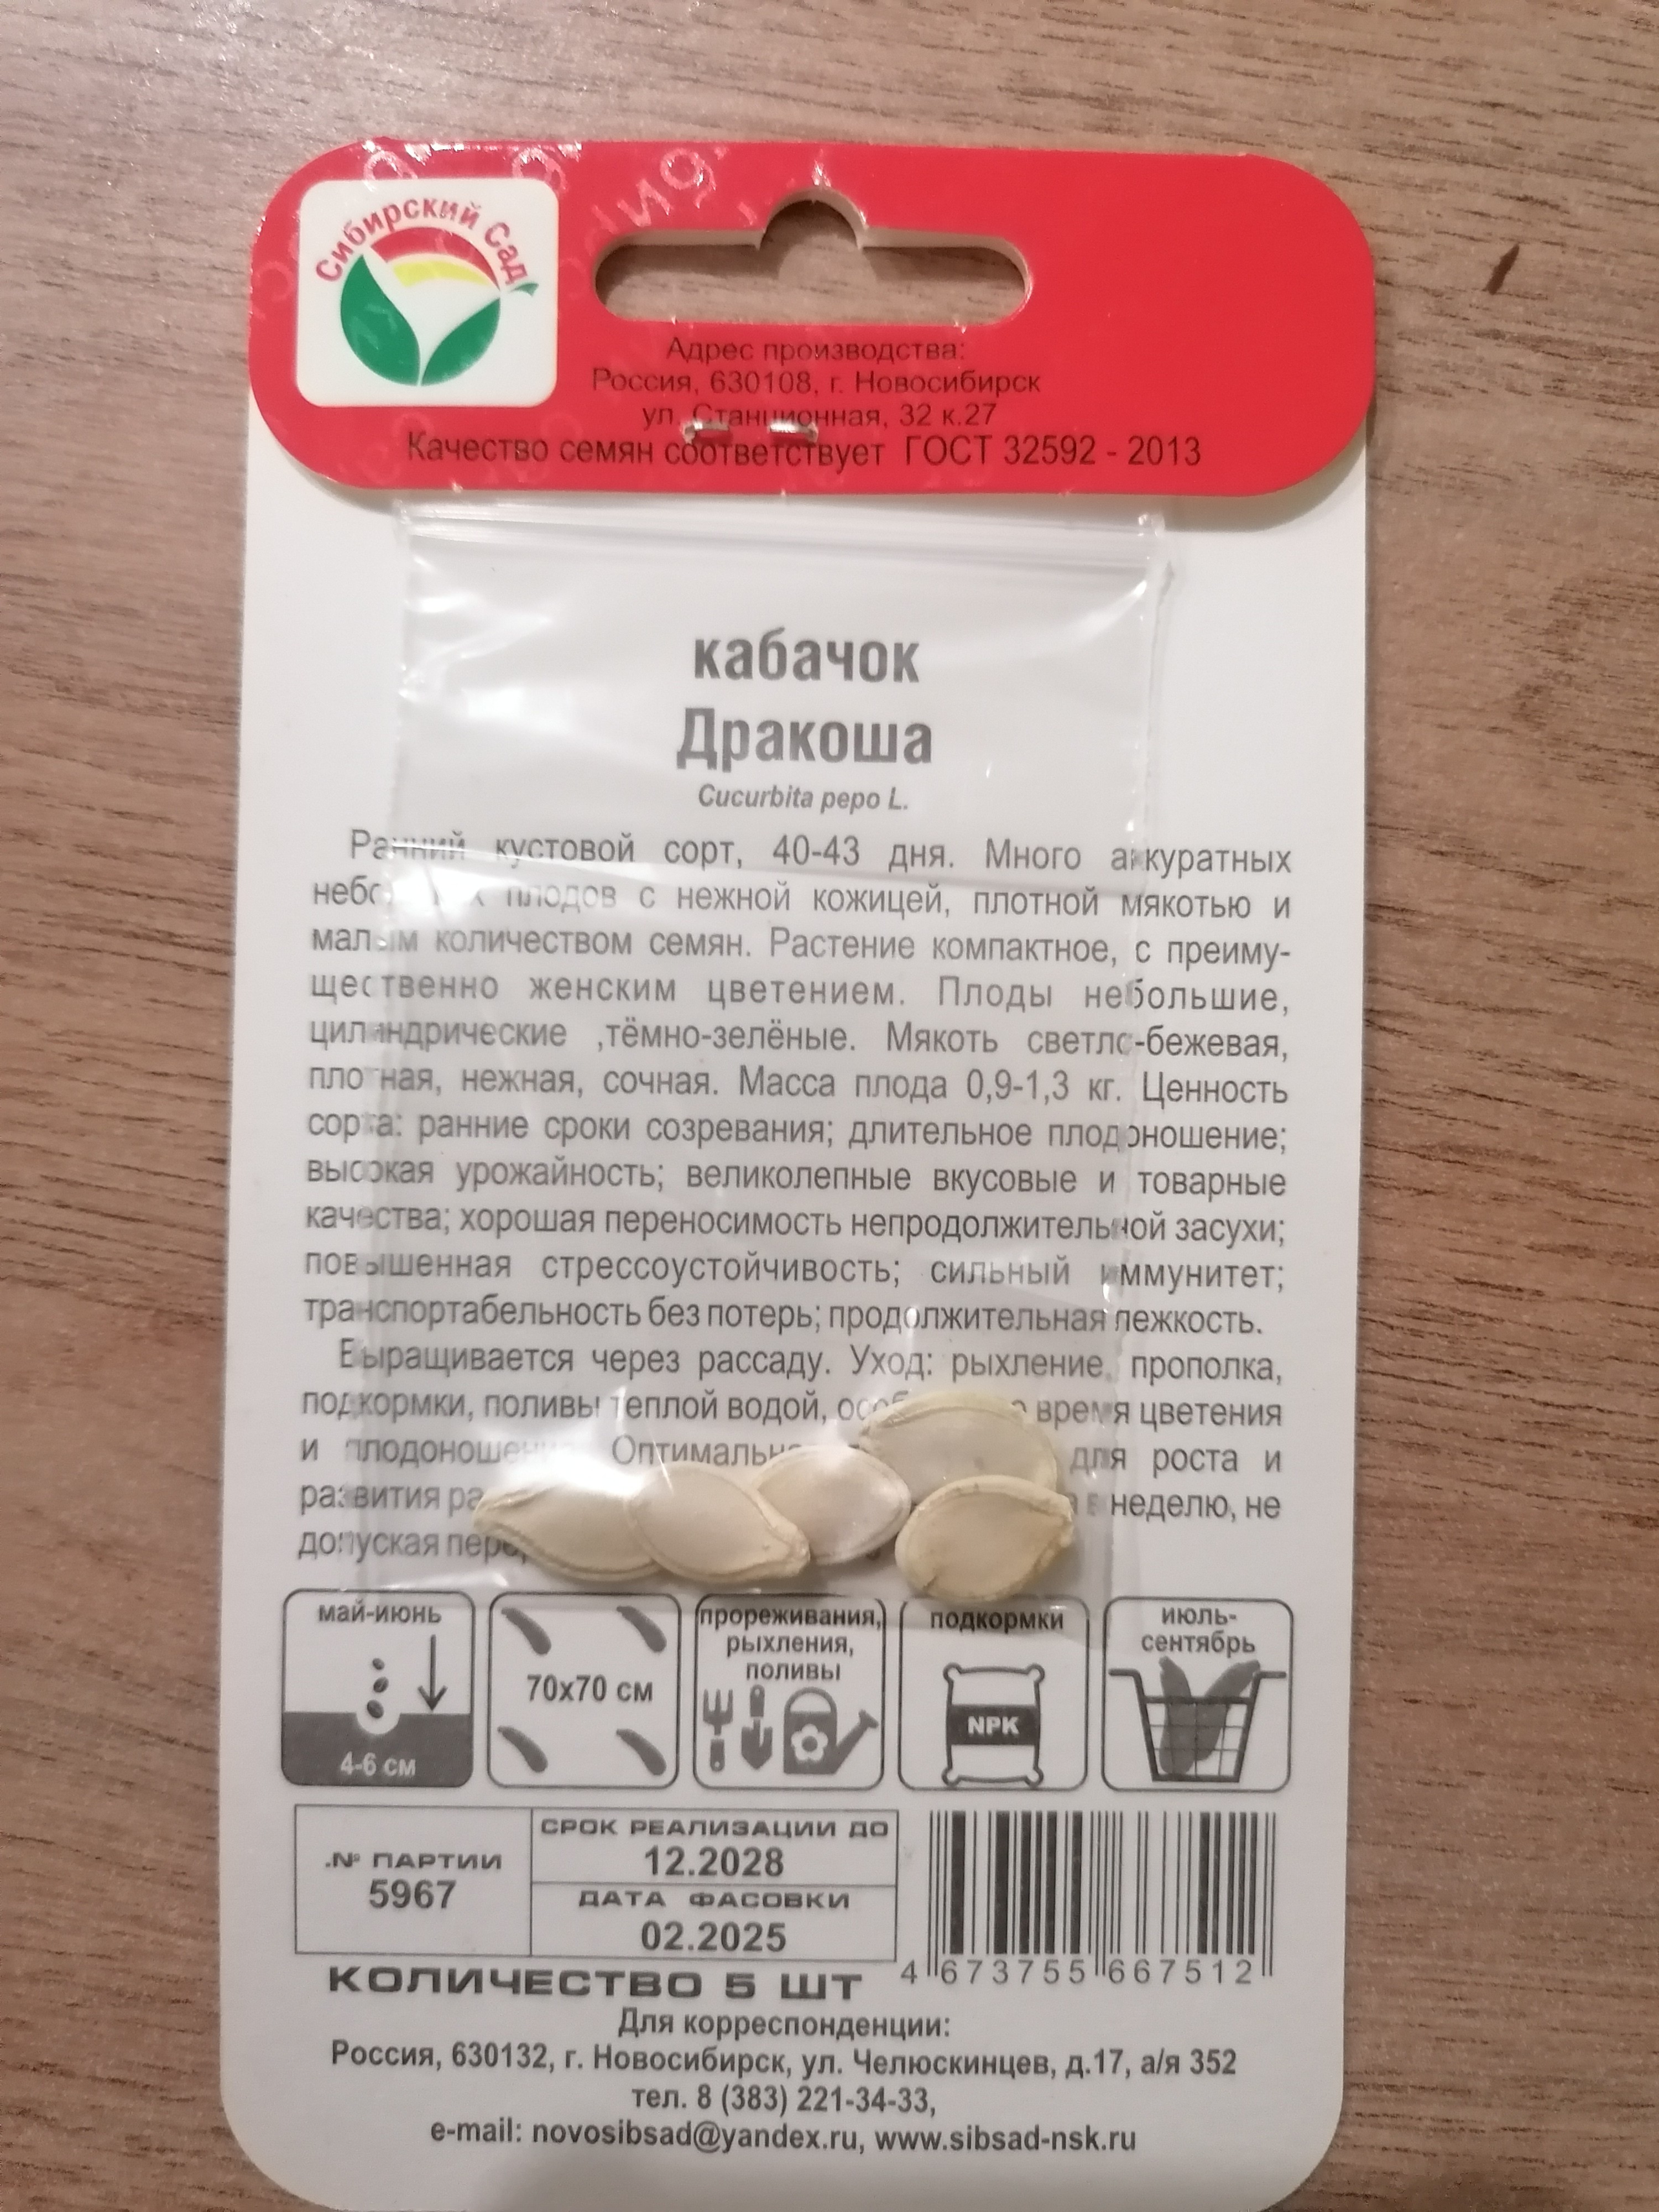 Сибирский Сад
Адрес производства:
Россия, 630108, г. Новосибирск
ул. Станционная, 32 к.27
Качество семян соответствует ГОСТ 32592 - 2013
кабачок
Дракоша
Cucurbita pepo L.
Ранний кустовой сорт, 40-43 дня. Много аккуратных
плодов с нежной кожицей, плотной мякотью и
малым количеством семян. Растение компактное, с преиму-
щественно женским цветением. Плоды небольшие,
цилиндрические ,тёмно-зелёные. Мякоть светло-бежевая,
плотная, нежная, сочная. Масса плода 0,9-1,3 кг. Ценность
сорта: ранние сроки созревания; длительное плодоношение;
высокая урожайность; великолепные вкусовые и товарные
качества; хорошая переносимость непродолжительной засухи;
повышенная стрессоустойчивость; сильный иммунитет;
транспортабельность без потерь; продолжительная лежкость.
Выращивается через рассаду. Уход: рыхление, прополка,
подкормки, поливы теплой водой, время цветения
и для роста и
развития в неделю, не
допуская
май-июнь
4-6 см
70х70 см
прореживания,
рыхления,
поливы
подкормки
NPK
июль-
сентябрь
.№ ПАРТИИ
5967
СРОК РЕАЛИЗАЦИИ ДО
12.2028
ДАТА ФАСОВКИ
02.2025
4 673755 667512
КОЛИЧЕСТВО 5 ШТ
Для корреспонденции:
Россия, 630132, г. Новосибирск, ул. Челюскинцев, д.17, а/я 352
тел. 8 (383) 221-34-33,
e-mail: novosibsad@yandex.ru, www.sibsad-nsk.ru